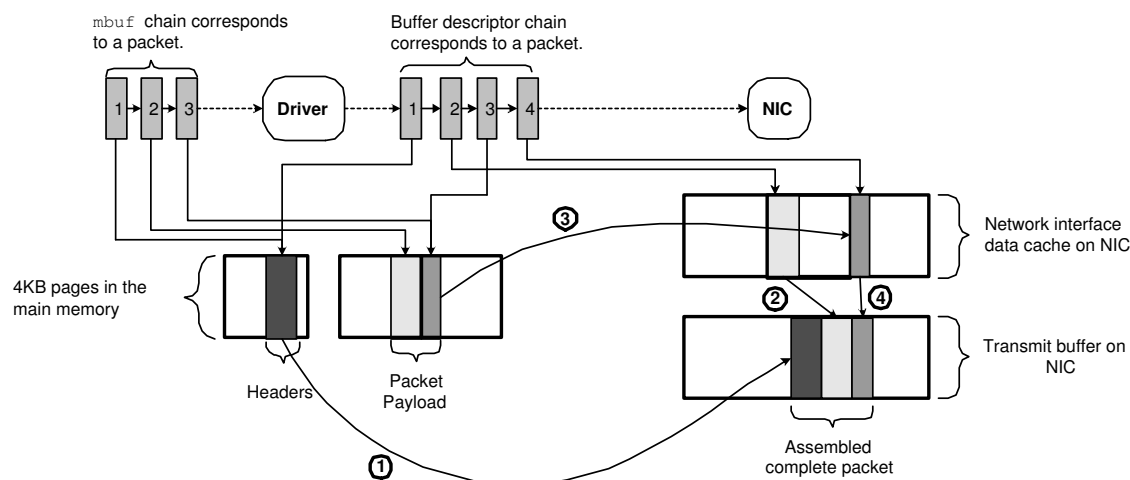 mbuf chain corresponds
to a packet.
Buffer descriptor chain
corresponds to a packet.
1 2 3 Driver 1 2 3 4 NIC
3
Network interface
data cache on NIC
4KB pages in the
main memory
2 4
Transmit buffer on
NIC
Headers
Packet
Payload
Assembled
complete packet
1